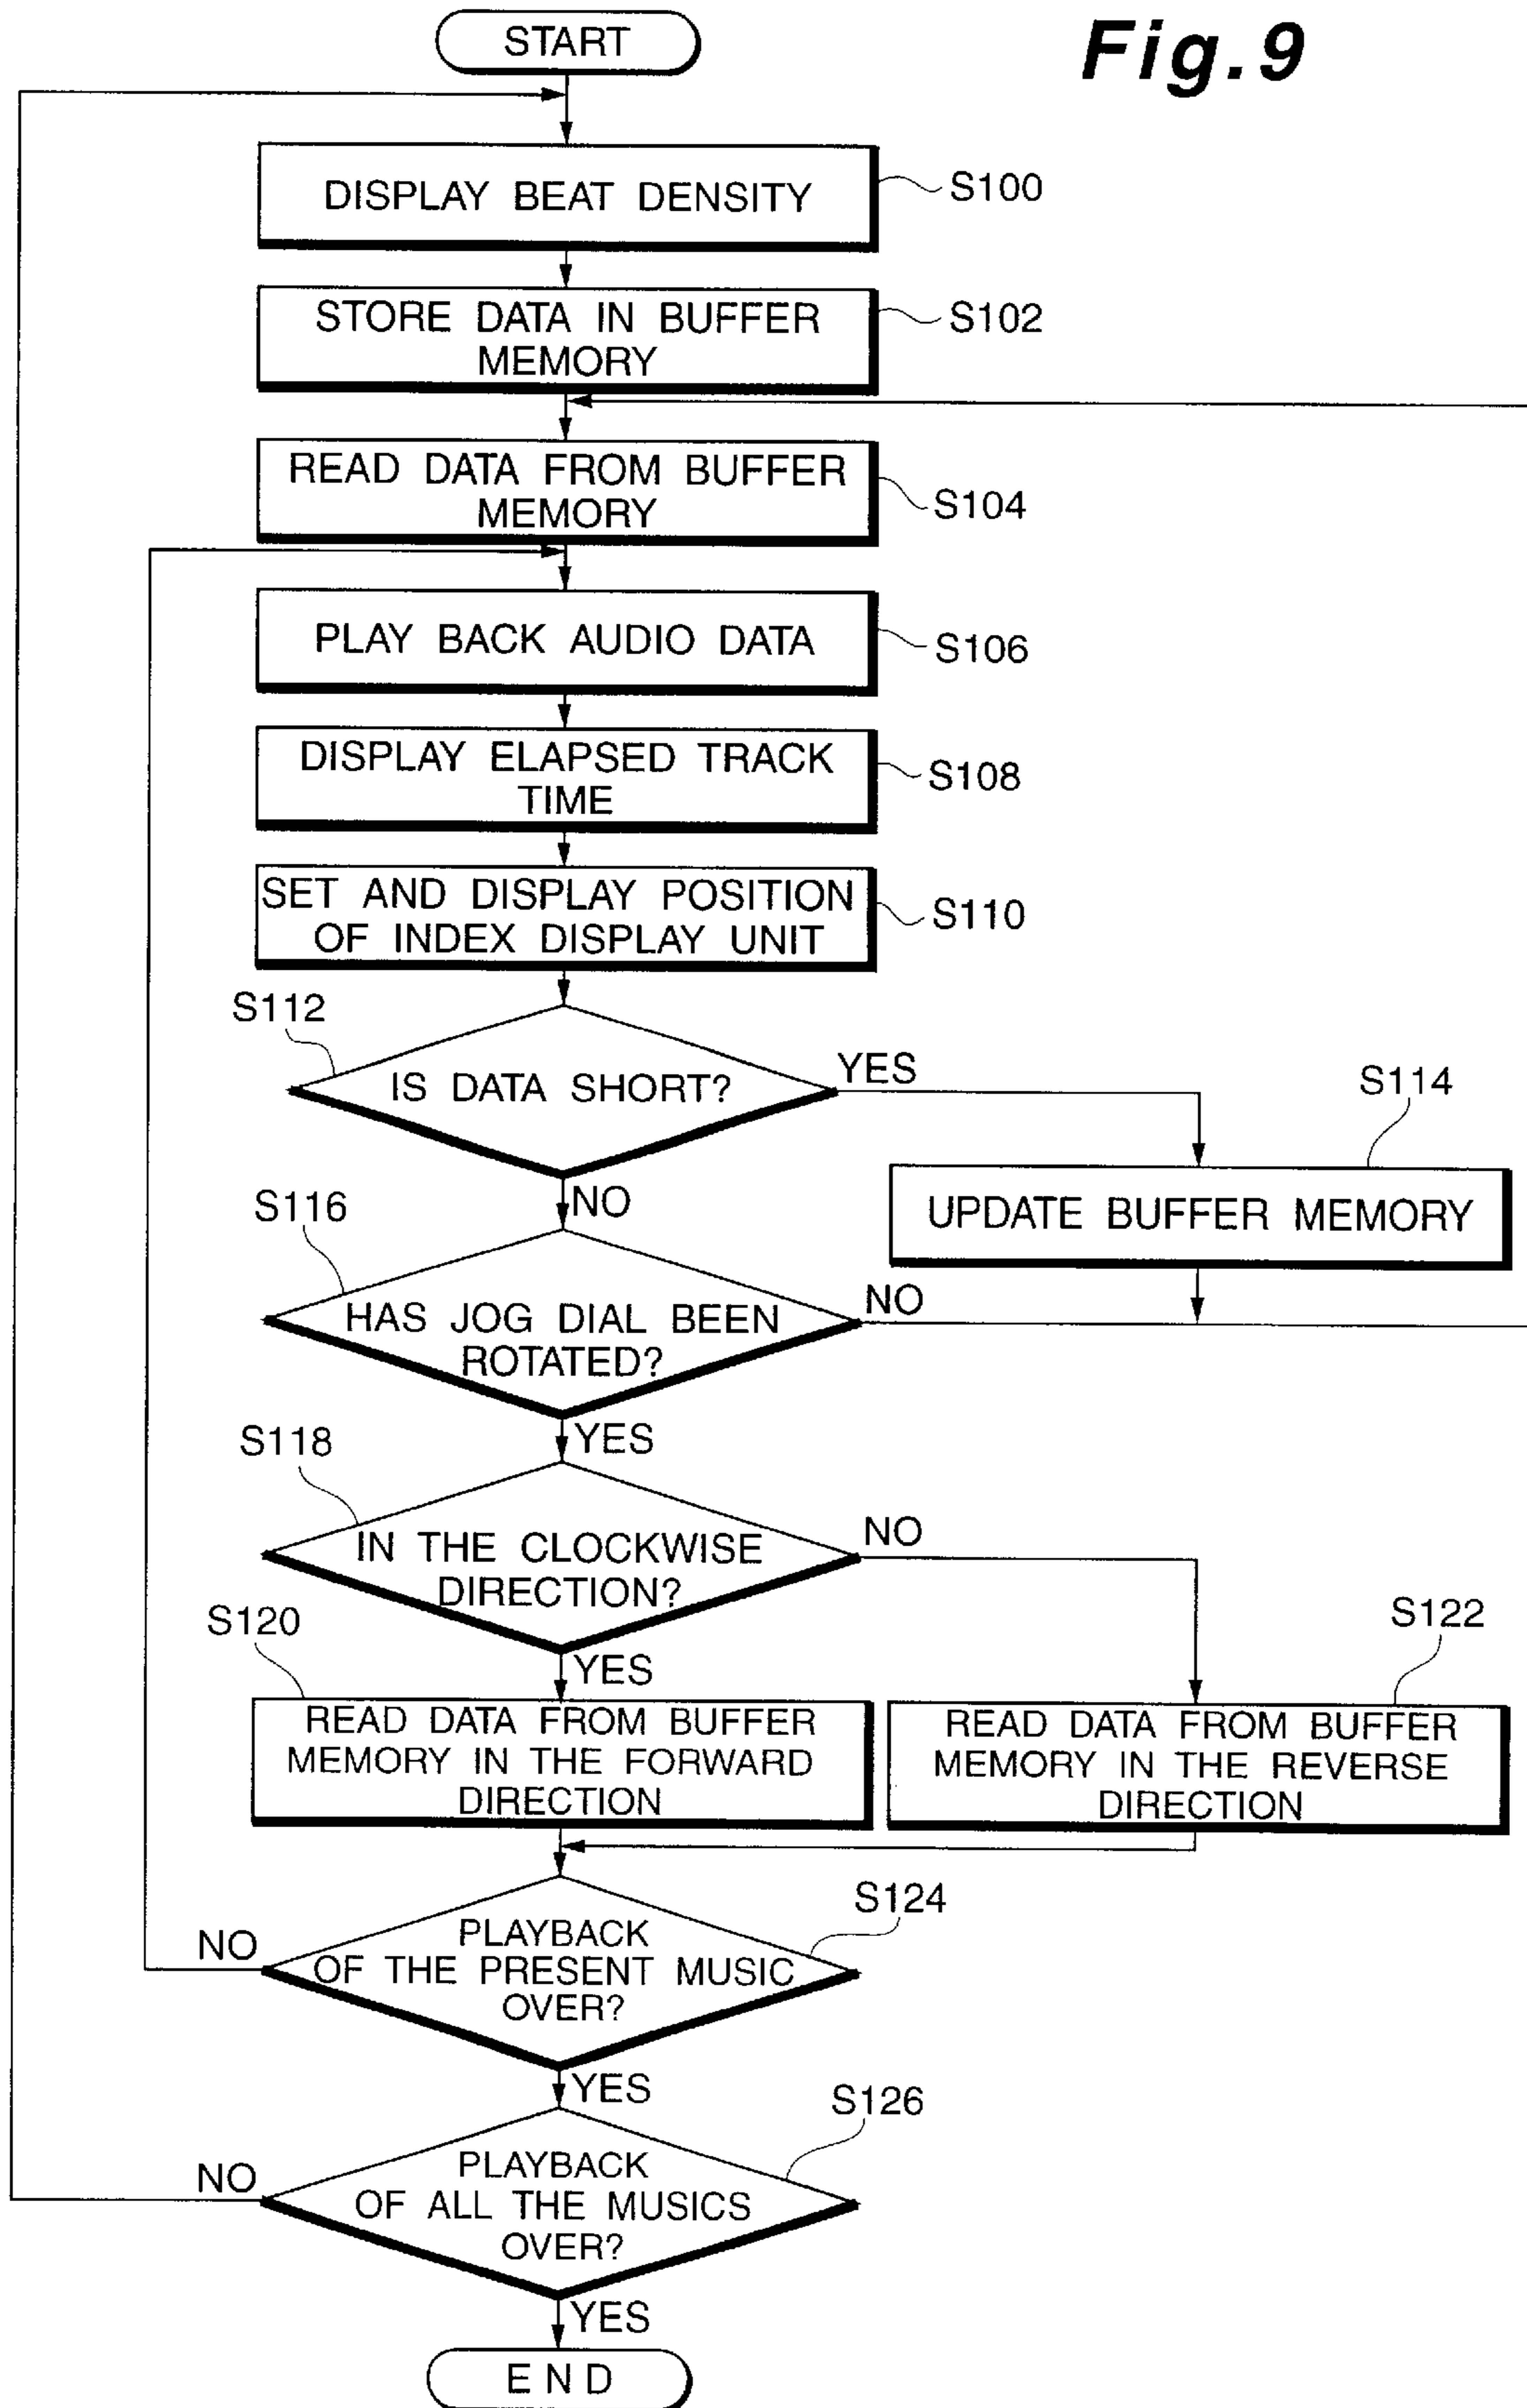 Fig.9
START
DISPLAY BEAT DENSITY
S100
STORE DATA IN BUFFER
MEMORY
S102
READ DATA FROM BUFFER
MEMORY
S104
PLAY BACK AUDIO DATA
S106
DISPLAY ELAPSED TRACK
TIME
S108
SET AND DISPLAY POSITION
OF INDEX DISPLAY UNIT
S110
S112
IS DATA SHORT?
YES
S114
UPDATE BUFFER MEMORY
NO
S116
HAS JOG DIAL BEEN
ROTATED?
NO
YES
S118
IN THE CLOCKWISE
DIRECTION?
NO
YES
S120
READ DATA FROM BUFFER
MEMORY IN THE FORWARD
DIRECTION
S122
READ DATA FROM BUFFER
MEMORY IN THE REVERSE
DIRECTION
S124
PLAYBACK
OF THE PRESENT MUSIC
OVER?
NO
YES
S126
PLAYBACK
OF ALL THE MUSICS
OVER?
NO
YES
END